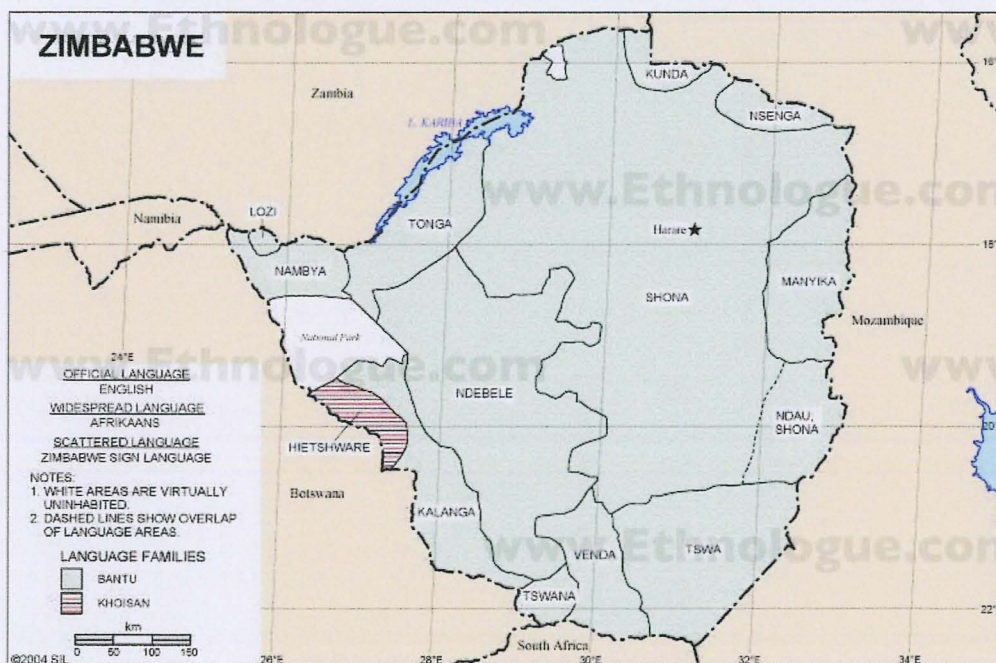 www.Ethnologue.com
ww
ZIMBABWE
Zambia
KUNDA
16°
NSENGA
L. KARIBA
www.Ethnologue.com
LOZI
Namibia
TONGA
Harare
18°
NAMBYA
MANYIKA
SHONA
Mozambique
National Park
www.Ethnologue.com
ww
24°E
OFFICIAL LANGUAGE
ENGLISH
WIDESPREAD LANGUAGE
AFRIKAANS
SCATTERED LANGUAGE
ZIMBABWE SIGN LANGUAGE
NOTES:
1. WHITE AREAS ARE VIRTUALLY
UNINHABITED.
2. DASHED LINES SHOW OVERLAP
OF LANGUAGE AREAS.
LANGUAGE FAMILIES
BANTU
KHOISAN
km
0 50 100 150
©2004 SIL
NDEBELE
NDAU,
SHONA
20°
HIETSHWARE
Botswana
KALANGA
www.Ethnologue.com
VENDA
TSWA
TSWANA
22°
South Africa
26°E
28°E
30°E
32°E
34°E